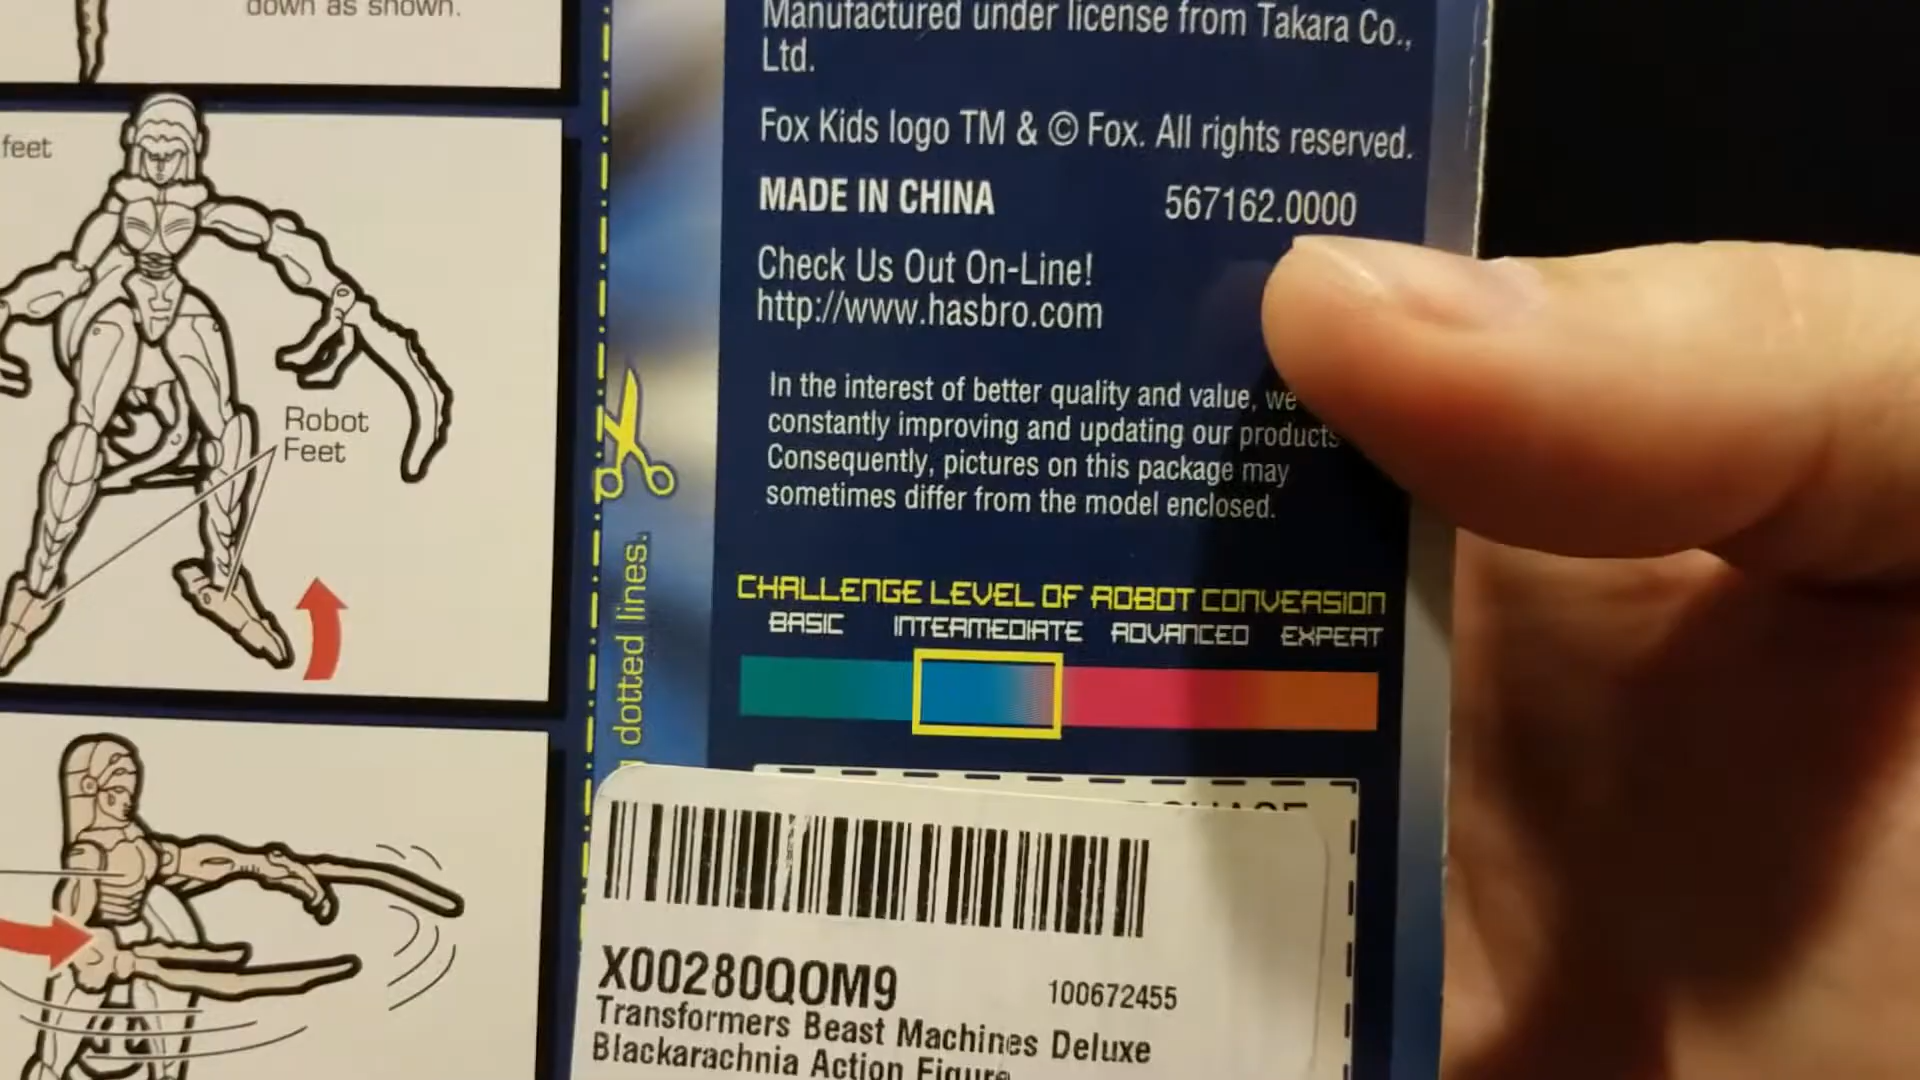 down as shown.
feet
Robot
Feet
dotted lines.
Manufactured under license from Takara Co.,
Ltd.
Fox Kids logo TM & © Fox. All rights reserved.
MADE IN CHINA 567162.0000
Check Us Out On-Line!
http://www.hasbro.com
In the interest of better quality and value, we
constantly improving and updating our products
Consequently, pictures on this package may
sometimes differ from the model enclosed.
CHALLENGE LEVEL OF ROBOT CONVERSION
BASIC INTERMEDIATE ADVANCED EXPERT
X00280QOM9 100672455
Transformers Beast Machines Deluxe
Blackarachnia Action Figure